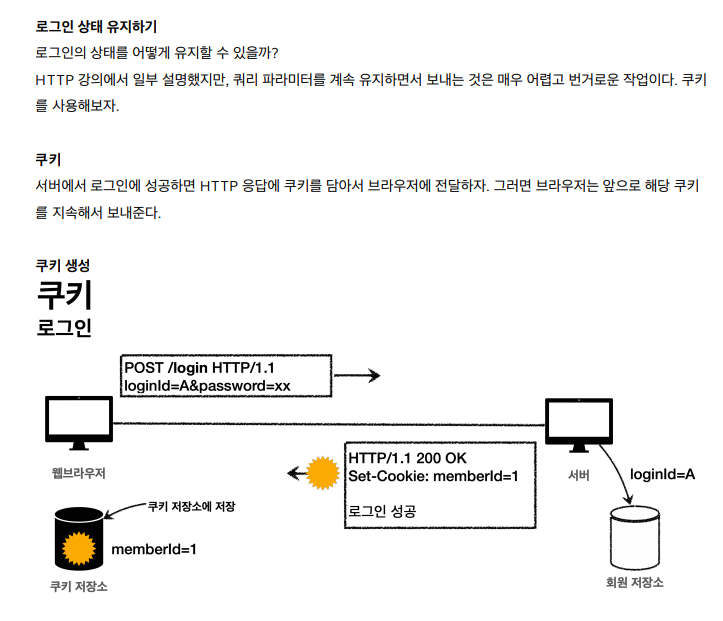 로그인 상태 유지하기
로그인의 상태를 어떻게 유지할 수 있을까?
HTTP 강의에서 일부 설명했지만, 쿼리 파라미터를 계속 유지하면서 보내는 것은 매우 어렵고 번거로운 작업이다. 쿠키
를 사용해보자.
쿠키
서버에서 로그인에 성공하면 HTTP 응답에 쿠키를 담아서 브라우저에 전달하자. 그러면 브라우저는 앞으로 해당 쿠키
를 지속해서 보내준다.
쿠키 생성
쿠키
로그인
POST /login HTTP/1.1
loginId=A&password=xx
웹브라우저
HTTP/1.1 200 OK
Set-Cookie: memberId=1
로그인 성공
서버
loginId=A
쿠키 저장소에 저장
memberId=1
쿠키 저장소
회원 저장소